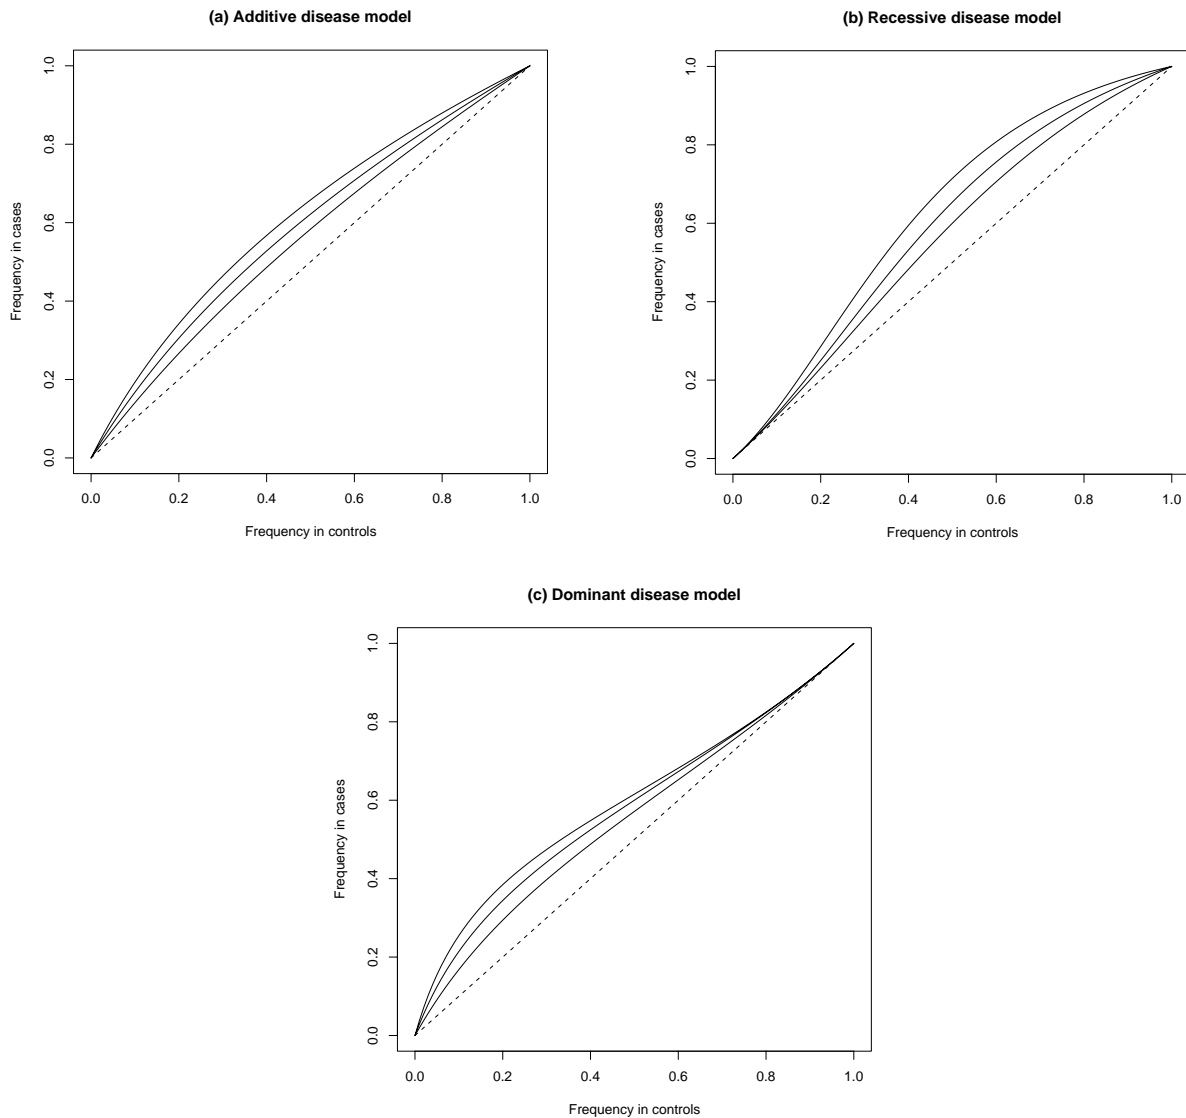 (a) Additive disease model
Frequency in cases
1.0
0.8
0.6
0.4
0.2
0.0
0.0 0.2 0.4 0.6 0.8 1.0
Frequency in controls
(b) Recessive disease model
Frequency in cases
1.0
0.8
0.6
0.4
0.2
0.0
0.0 0.2 0.4 0.6 0.8 1.0
Frequency in controls
(c) Dominant disease model
Frequency in cases
1.0
0.8
0.6
0.4
0.2
0.0
0.0 0.2 0.4 0.6 0.8 1.0
Frequency in controls